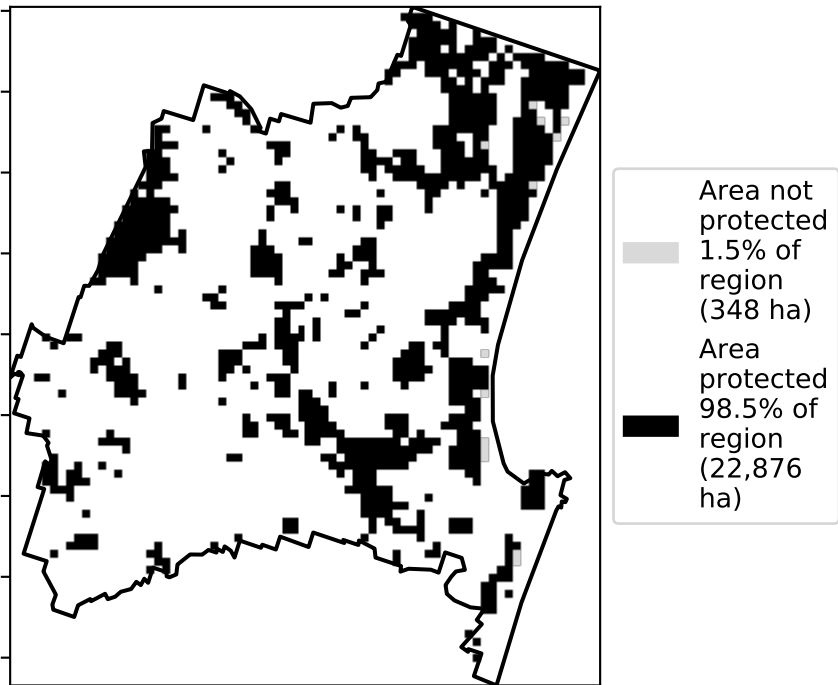 Area not
protected
1.5% of
region
(348 ha)
Area
protected
98.5% of
region
(22,876
ha)